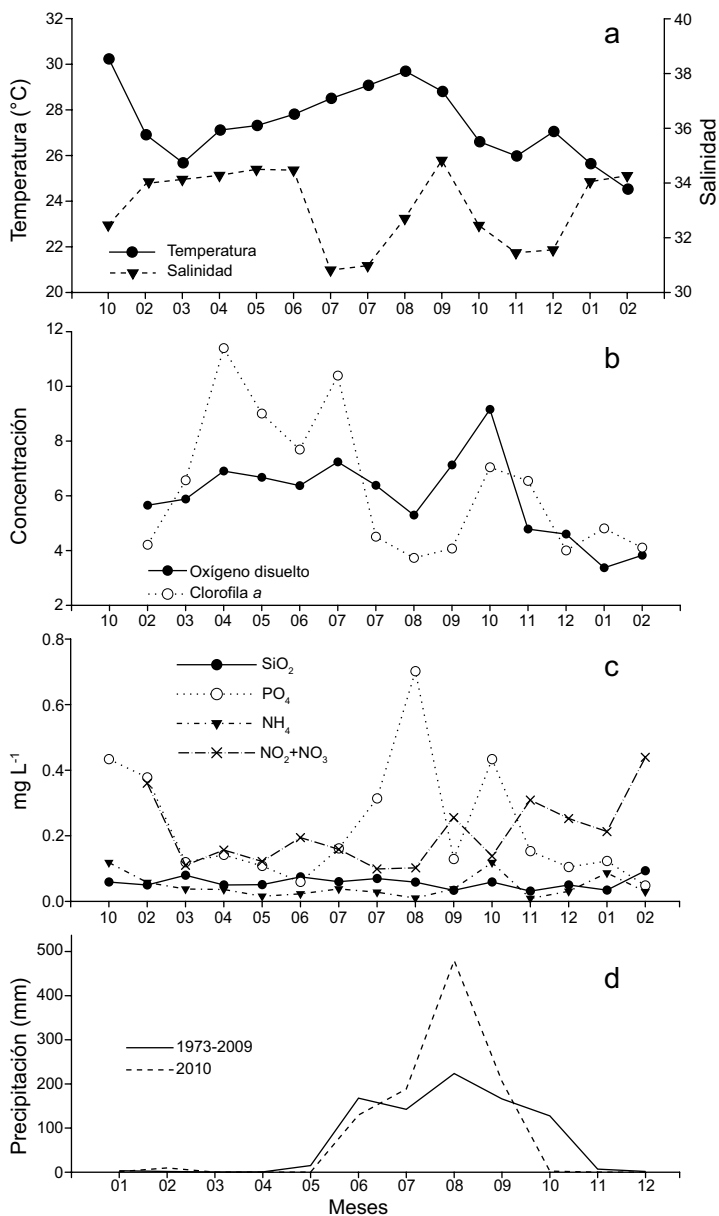 a
32
30
28
26
24
22
20
Temperatura (°C)
40
38
36
34
32
30
Salinidad
Temperatura
Salinidad
10 02 03 04 05 06 07 07 08 09 10 11 12 01 02
b
12
10
8
6
4
2
Concentración
Oxígeno disuelto
Clorofila a
10 02 03 04 05 06 07 07 08 09 10 11 12 01 02
c
0.8
0.6
0.4
0.2
0.0
mg L⁻¹
SiO₂
PO₄
NH₄
NO₂+NO₃
10 02 03 04 05 06 07 07 08 09 10 11 12 01 02
d
500
400
300
200
100
0
Precipitación (mm)
1973-2009
2010
01 02 03 04 05 06 07 08 09 10 11 12
Meses